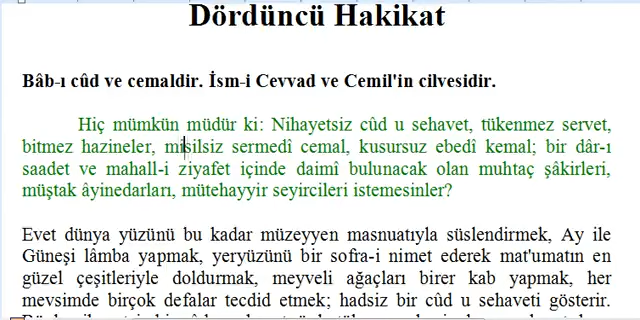 Dördüncü Hakikat
Bâb-ı cûd ve cemaldir. İsm-i Cevvad ve Cemil'in cilvesidir.
Hiç mümkün müdür ki: Nihayetsiz cûd u sehavet, tükenmez servet,
bitmez hazineler, misilsiz sermedî cemal, kusursuz ebedî kemal; bir dâr-ı
saadet ve mahall-i ziyafet içinde daimî bulunacak olan muhtaç şâkirleri,
müştak âyinedarları, mütehayyir seyircileri istemesinler?
Evet dünya yüzünü bu kadar müzeyyen masnuatıyla süslendirmek, Ay ile
Güneşi lâmba yapmak, yeryüzünü bir sofra-i nimet ederek mat'umatın en
güzel çeşitleriyle doldurmak, meyveli ağaçları birer kab yapmak, her
mevsimde birçok defalar tecdid etmek; hadsiz bir cûd u sehaveti gösterir.